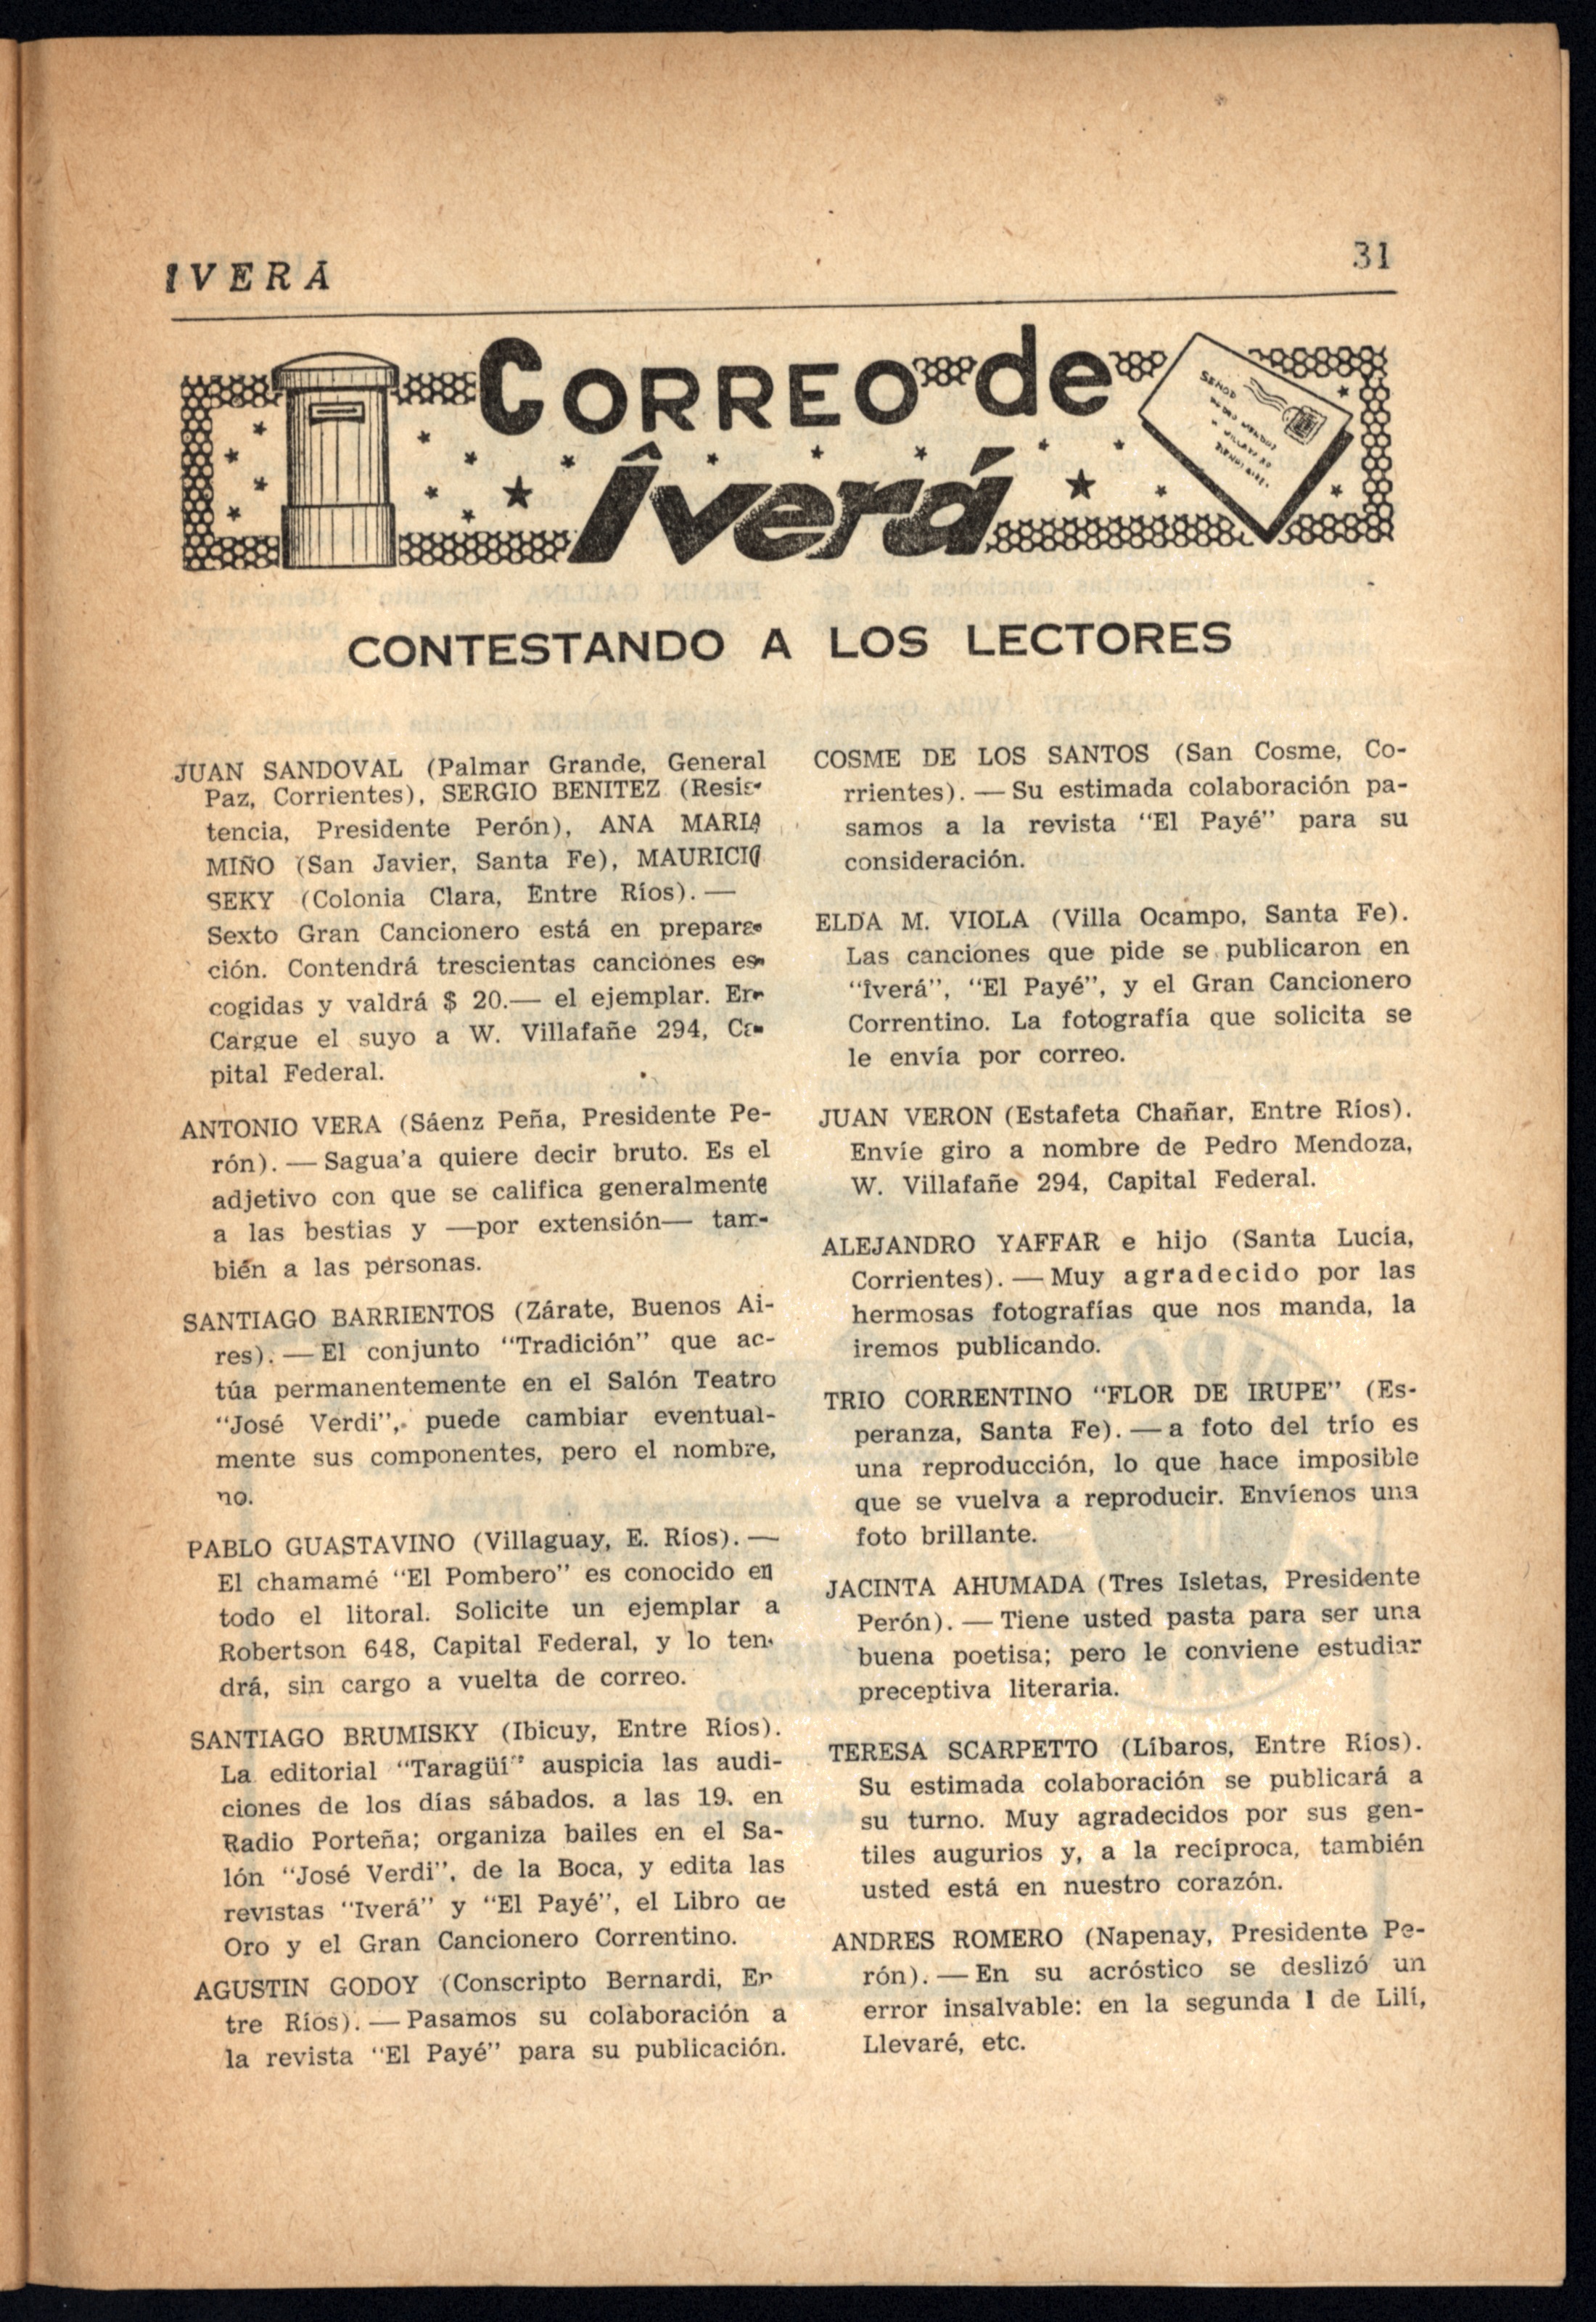 IVERÁ
31
CORREO de
Îverá
SEÑOR
CONTESTANDO A LOS LECTORES
JUAN SANDOVAL (Palmar Grande, General
Paz, Corrientes), SERGIO BENITEZ (Resis-
tencia, Presidente Perón), ANA MARIA
MIÑO (San Javier, Santa Fe), MAURICIO
SEKY (Colonia Clara, Entre Ríos). —
Sexto Gran Cancionero está en prepara-
ción. Contendrá trescientas canciones es-
cogidas y valdrá $ 20.— el ejemplar. En-
Cargue el suyo a W. Villafañe 294, Ca-
pital Federal.
ANTONIO VERA (Sáenz Peña, Presidente Pe-
rón). — Sagua'a quiere decir bruto. Es el
adjetivo con que se califica generalmente
a las bestias y —por extensión— tam-
bién a las personas.
SANTIAGO BARRIENTOS (Zárate, Buenos Ai-
res). — El conjunto “Tradición” que ac-
túa permanentemente en el Salón Teatro
“José Verdi”, puede cambiar eventual-
mente sus componentes, pero el nombre,
no.
PABLO GUASTAVINO (Villaguay, E. Ríos). —
El chamamé “El Pombero” es conocido en
todo el litoral. Solicite un ejemplar a
Robertson 648, Capital Federal, y lo ten-
drá, sin cargo a vuelta de correo.
SANTIAGO BRUMISKY (Ibicuy, Entre Ríos).
La editorial “Taragüí” auspicia las audi-
ciones de los días sábados. a las 19. en
Radio Porteña; organiza bailes en el Sa-
lón “José Verdi”, de la Boca, y edita las
revistas “Iverá” y “El Payé”, el Libro de
Oro y el Gran Cancionero Correntino.
AGUSTIN GODOY (Conscripto Bernardi, En
tre Ríos). — Pasamos su colaboración a
la revista “El Payé” para su publicación.
COSME DE LOS SANTOS (San Cosme, Co-
rrientes). — Su estimada colaboración pa-
samos a la revista “El Payé” para su
consideración.
ELDA M. VIOLA (Villa Ocampo, Santa Fe).
Las canciones que pide se publicaron en
“Îverá”, “El Payé”, y el Gran Cancionero
Correntino. La fotografía que solicita se
le envía por correo.
JUAN VERON (Estafeta Chañar, Entre Ríos).
Envíe giro a nombre de Pedro Mendoza,
W. Villafañe 294, Capital Federal.
ALEJANDRO YAFFAR e hijo (Santa Lucía,
Corrientes). — Muy agradecido por las
hermosas fotografías que nos manda, la
iremos publicando.
TRIO CORRENTINO “FLOR DE IRUPE” (Es-
peranza, Santa Fe). — a foto del trío es
una reproducción, lo que hace imposible
que se vuelva a reproducir. Envíenos una
foto brillante.
JACINTA AHUMADA (Tres Isletas, Presidente
Perón). — Tiene usted pasta para ser una
buena poetisa; pero le conviene estudiar
preceptiva literaria.
TERESA SCARPETTO (Líbaros, Entre Ríos).
Su estimada colaboración se publicará a
su turno. Muy agradecidos por sus gen-
tiles augurios y, a la recíproca, también
usted está en nuestro corazón.
ANDRES ROMERO (Napenay, Presidente Pe-
rón). — En su acróstico se deslizó un
error insalvable: en la segunda l de Lilí,
Llevaré, etc.